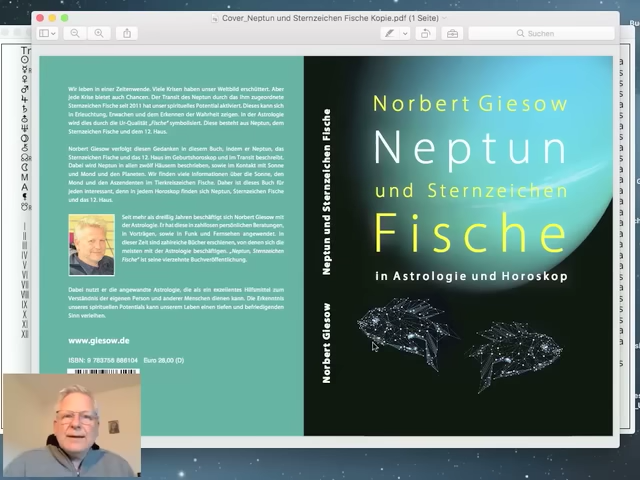 Cover_Neptun und Sternzeichen Fische Kopie.pdf (1 Seite)
Suchen
Wir leben in einer Zeitenwende. Viele Krisen haben unser Weltbild erschüttert. Aber
jede Krise bietet auch Chancen. Der Transit des Neptun durch das ihm zugeordnete
Sternzeichen Fische seit 2011 hat unser spirituelles Potential aktiviert. Dieses kann sich
in Erleuchtung, Erwachen und dem Erkennen der Wahrheit zeigen. In der Astrologie
wird dies durch die Ur-Qualität „Fische“ symbolisiert. Diese besteht aus Neptun, dem
Sternzeichen Fische und dem 12. Haus.
Norbert Giesow verfolgt diesen Gedanken in diesem Buch, indem er Neptun, das
Sternzeichen Fische und das 12. Haus im Geburtshoroskop und im Transit beschreibt.
Dabei wird Neptun in allen zwölf Häusern beschrieben, sowie im Kontakt mit Sonne
und Mond und den Planeten. Wir finden viele Informationen über die Sonne, den
Mond und den Aszendenten im Tierkreiszeichen Fische. Daher ist dieses Buch für
jeden interessant, denn in jedem Horoskop finden sich Neptun, das Sternzeichen Fische
und das 12. Haus.
Seit mehr als dreißig Jahren beschäftigt sich Norbert Giesow mit
der Astrologie. Er hat diese in zahllosen persönlichen Beratungen,
in Vorträgen, sowie in Funk und Fernsehen angewendet. In
dieser Zeit sind zahlreiche Bücher erschienen, von denen sich die
meisten mit der Astrologie beschäftigen. „Neptun, Sternzeichen
Fische“ ist seine vierzehnte Buchveröffentlichung.
Dabei nutzt er die angewandte Astrologie, die als ein exzellentes Hilfsmittel zum
Verständnis der eigenen Person und anderer Menschen dienen kann. Die Erkenntnis
unseres spirituellen Potentials kann unserem Leben einen tiefen und befriedigenden
Sinn verleihen.
www.giesow.de
ISBN: 9 783756 888104 Euro 28,00 (D)
Norbert Giesow Neptun und Sternzeichen Fische
Norbert Giesow
Neptun
und Sternzeichen
Fische
in Astrologie und Horoskop